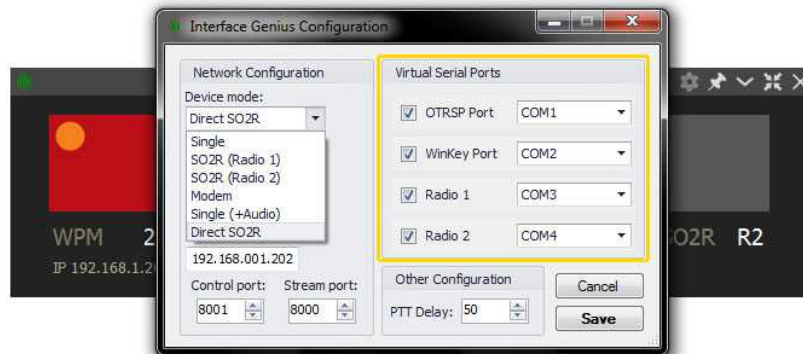 Interface Genius Configuration
Network Configuration
Device mode:
Direct SO2R
Single
SO2R (Radio 1)
SO2R (Radio 2)
Modem
Single (+Audio)
Direct SO2R
192.168.001.202
Control port: Stream port:
8001 8000
Virtual Serial Ports
OTRSP Port COM1
WinKey Port COM2
Radio 1 COM3
Radio 2 COM4
Other Configuration
PTT Delay: 50
Cancel
Save
WPM 2
IP 192.168.1.2
SO2R R2